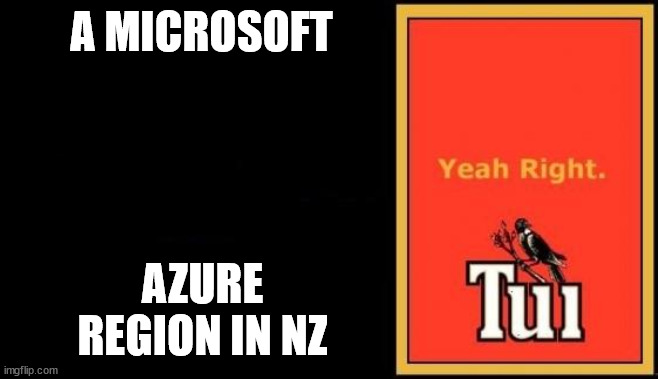 A MICROSOFT
AZURE
REGION IN NZ
Yeah Right.
Tui
imgflip.com